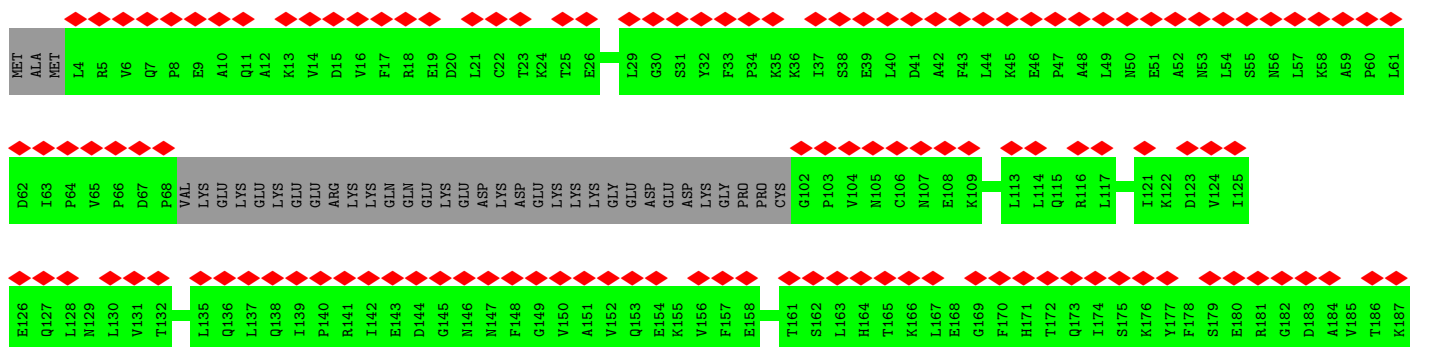 MET ALA MET L4 R5 V6 Q7 P8 E9 A10 Q11 A12 K13 V14 D15 V16 F17 R18 E19 D20 L21 C22 T23 K24 T25 E26 L29 G30 S31 Y32 F33 P34 K35 K36 I37 S38 E39 L40 D41 A42 F43 L44 K45 E46 P47 A48 L49 N50 E51 A52 N53 L54 S55 N56 L57 K58 A59 P60 L61
D62 I63 P64 V65 P66 D67 P68 VAL LYS GLU GLU LYS GLU LYS GLU GLU ARG LYS LYS GLN GLN GLU LYS GLU ASP LYS ASP GLU LYS LYS LYS GLY GLU ASP GLU ASP LYS GLY PRO PRO CYS G102 P103 V104 N105 C106 N107 E108 K109 L113 L114 Q115 R116 L117 I121 K122 D123 V124 I125
E126 Q127 L128 N129 L130 V131 T132 L135 Q136 L137 Q138 I139 P140 R141 I142 E143 D144 G145 N146 N147 F148 G149 V150 A151 V152 Q153 E154 K155 V156 F157 E158 T161 S162 L163 H164 T165 K166 L167 E168 G169 F170 H171 T172 Q173 I174 S175 K176 Y177 F178 S179 E180 R181 G182 D183 A184 V185 T186 K187